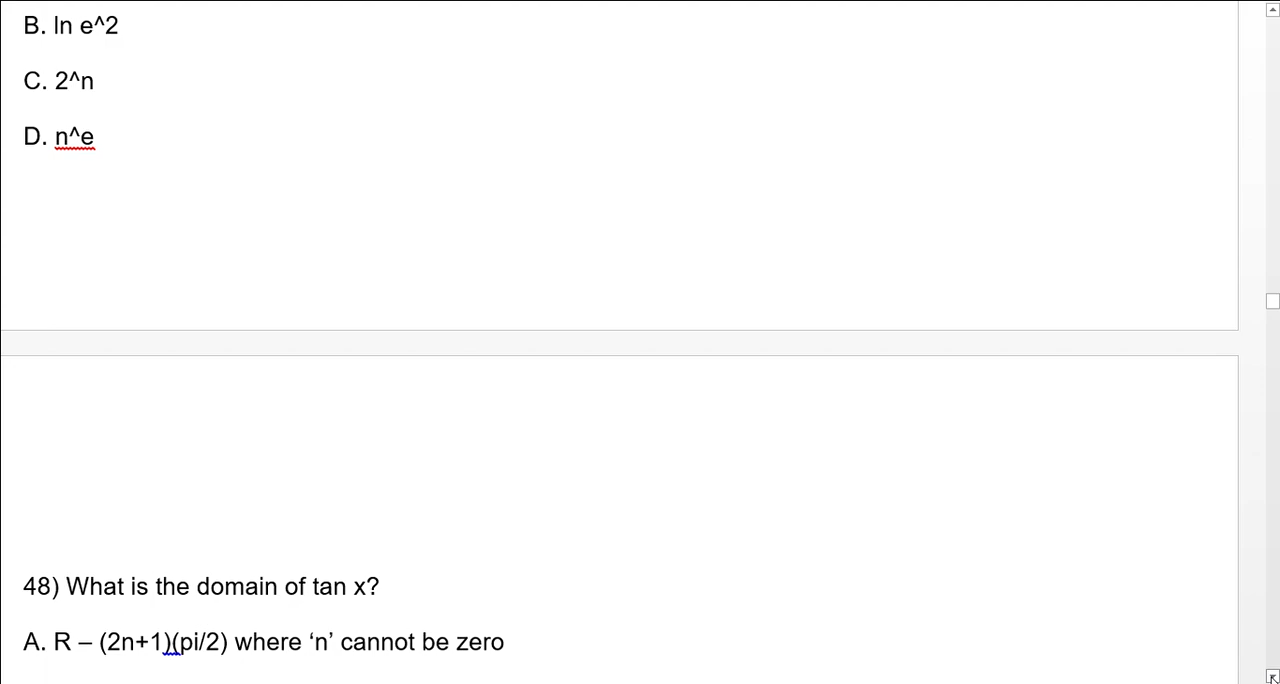 B. ln e^2
C. 2^n
D. n^e
48) What is the domain of tan x?
A. R – (2n+1)(pi/2) where ‘n’ cannot be zero